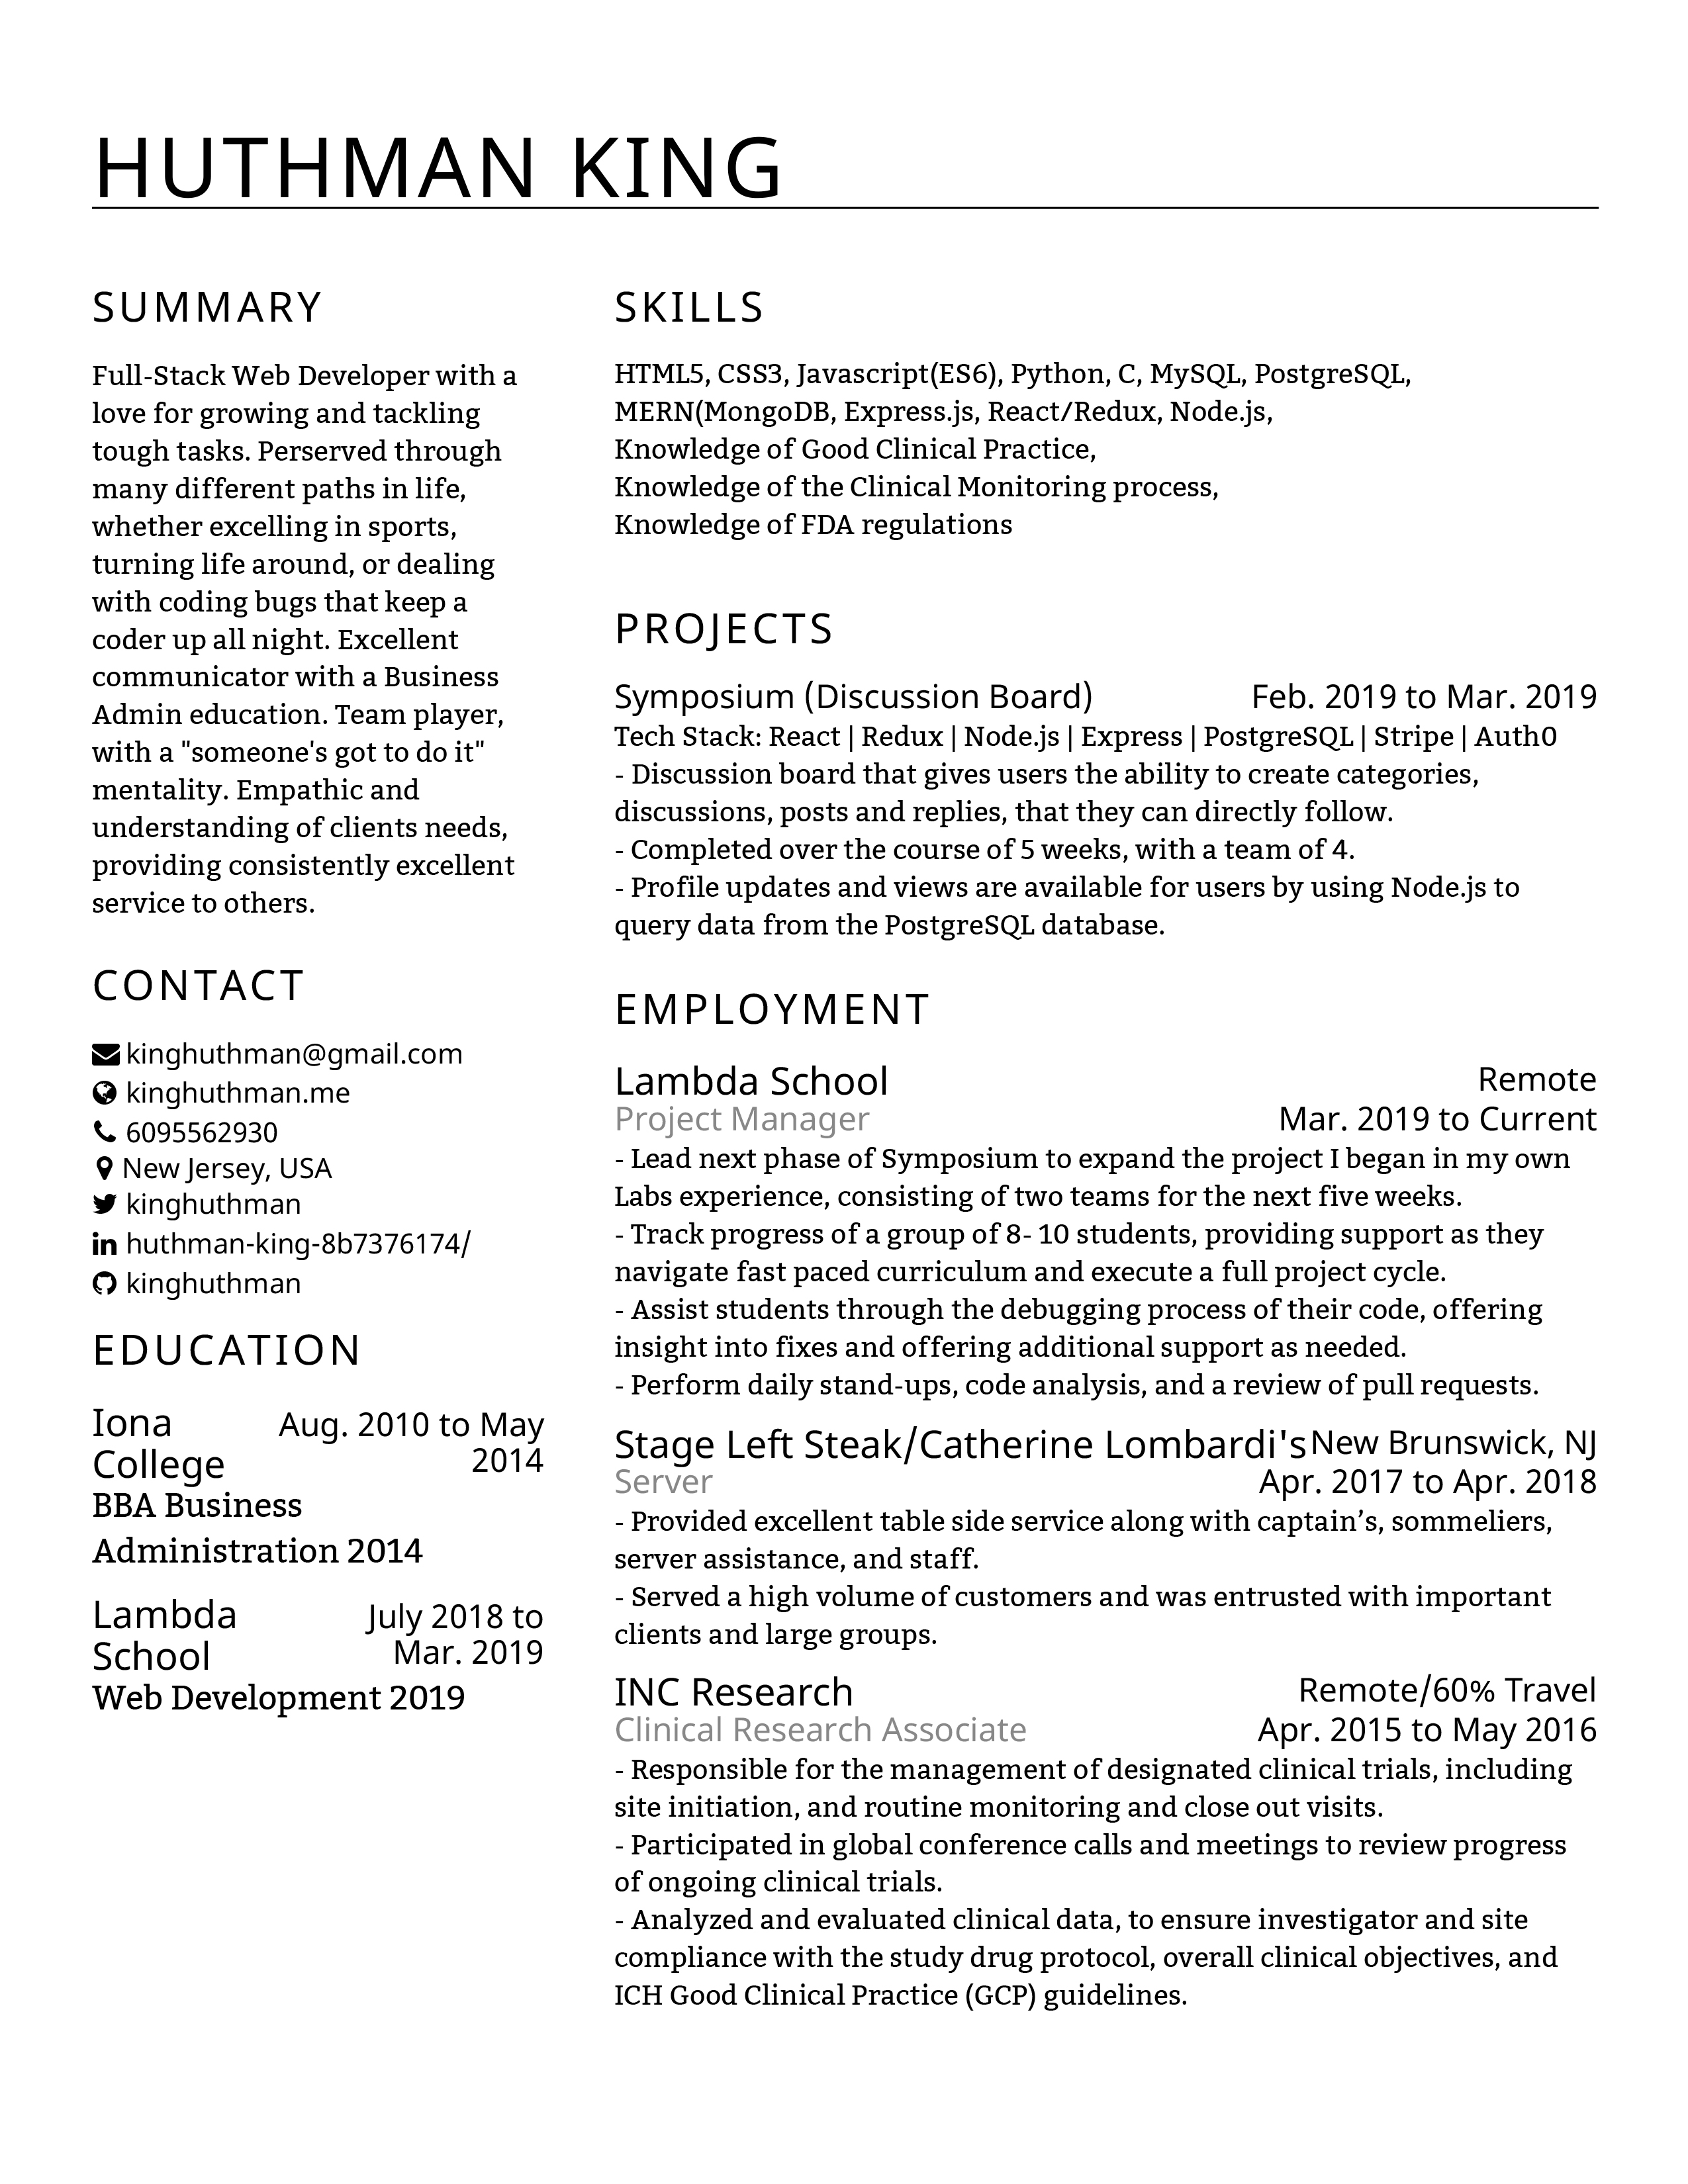 HUTHMAN KING
SUMMARY
Full-Stack Web Developer with a
love for growing and tackling
tough tasks. Perserved through
many different paths in life,
whether excelling in sports,
turning life around, or dealing
with coding bugs that keep a
coder up all night. Excellent
communicator with a Business
Admin education. Team player,
with a "someone's got to do it"
mentality. Empathic and
understanding of clients needs,
providing consistently excellent
service to others.
CONTACT
kinghuthman@gmail.com
kinghuthman.me
6095562930
New Jersey, USA
kinghuthman
huthman-king-8b7376174/
kinghuthman
EDUCATION
Iona Aug. 2010 to May
College 2014
BBA Business
Administration 2014
Lambda July 2018 to
School Mar. 2019
Web Development 2019
SKILLS
HTML5, CSS3, Javascript(ES6), Python, C, MySQL, PostgreSQL,
MERN(MongoDB, Express.js, React/Redux, Node.js,
Knowledge of Good Clinical Practice,
Knowledge of the Clinical Monitoring process,
Knowledge of FDA regulations
PROJECTS
Symposium (Discussion Board) Feb. 2019 to Mar. 2019
Tech Stack: React | Redux | Node.js | Express | PostgreSQL | Stripe | Auth0
- Discussion board that gives users the ability to create categories,
discussions, posts and replies, that they can directly follow.
- Completed over the course of 5 weeks, with a team of 4.
- Profile updates and views are available for users by using Node.js to
query data from the PostgreSQL database.
EMPLOYMENT
Lambda School Remote
Project Manager Mar. 2019 to Current
- Lead next phase of Symposium to expand the project I began in my own
Labs experience, consisting of two teams for the next five weeks.
- Track progress of a group of 8- 10 students, providing support as they
navigate fast paced curriculum and execute a full project cycle.
- Assist students through the debugging process of their code, offering
insight into fixes and offering additional support as needed.
- Perform daily stand-ups, code analysis, and a review of pull requests.
Stage Left Steak/Catherine Lombardi's New Brunswick, NJ
Server Apr. 2017 to Apr. 2018
- Provided excellent table side service along with captain’s, sommeliers,
server assistance, and staff.
- Served a high volume of customers and was entrusted with important
clients and large groups.
INC Research Remote/60% Travel
Clinical Research Associate Apr. 2015 to May 2016
- Responsible for the management of designated clinical trials, including
site initiation, and routine monitoring and close out visits.
- Participated in global conference calls and meetings to review progress
of ongoing clinical trials.
- Analyzed and evaluated clinical data, to ensure investigator and site
compliance with the study drug protocol, overall clinical objectives, and
ICH Good Clinical Practice (GCP) guidelines.